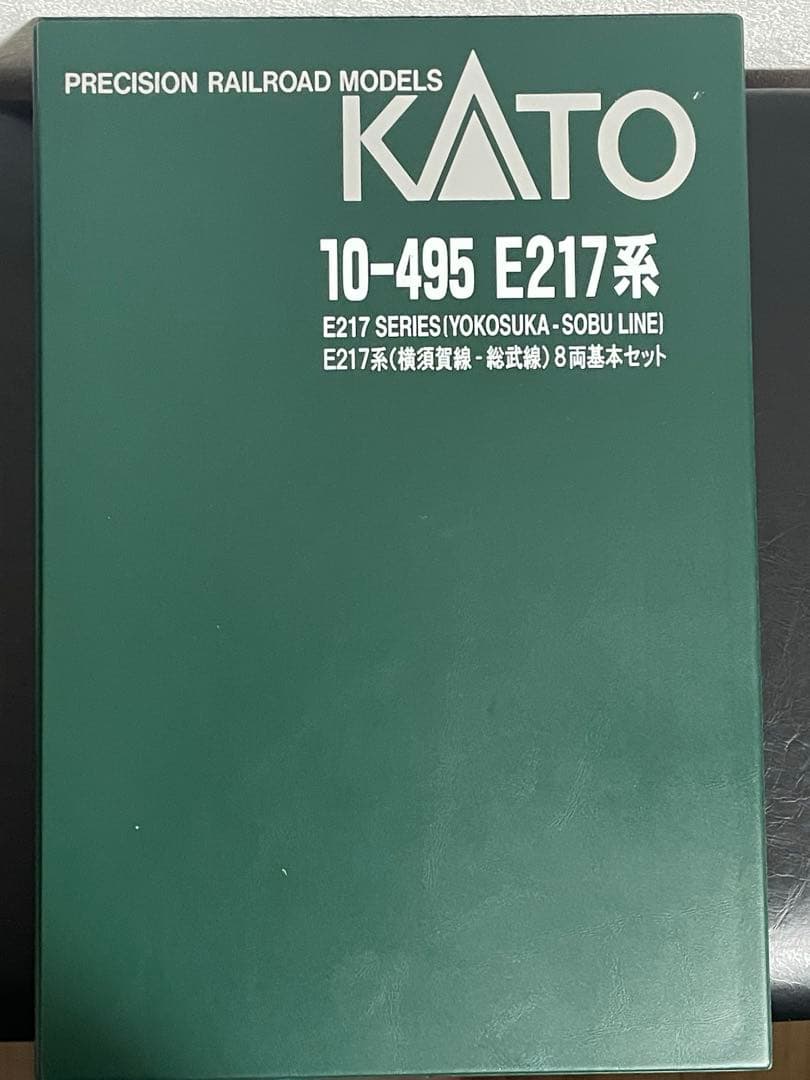 PRECISION RAILROAD MODELS
KATO
10-495 E217系
E217 SERIES(YOKOSUKA-SOBU LINE)
E217系(横須賀線-総武線)8両基本セット